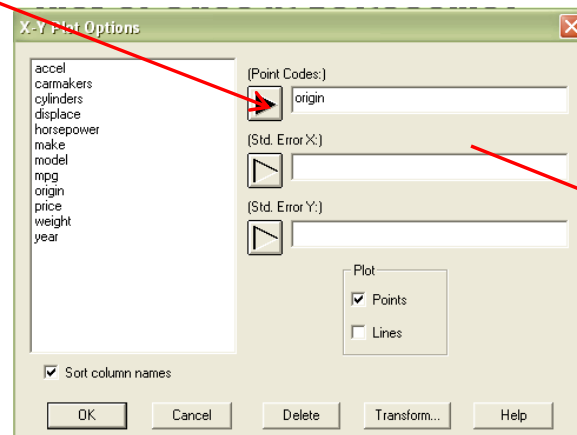 X-Y Plot Options
accel
carmakers
cylinders
displace
horsepower
make
model
mpg
origin
price
weight
year
(Point Codes:)
origin
(Std. Error X:)
(Std. Error Y:)
Plot
Points
Lines
Sort column names
OK Cancel Delete Transform... Help